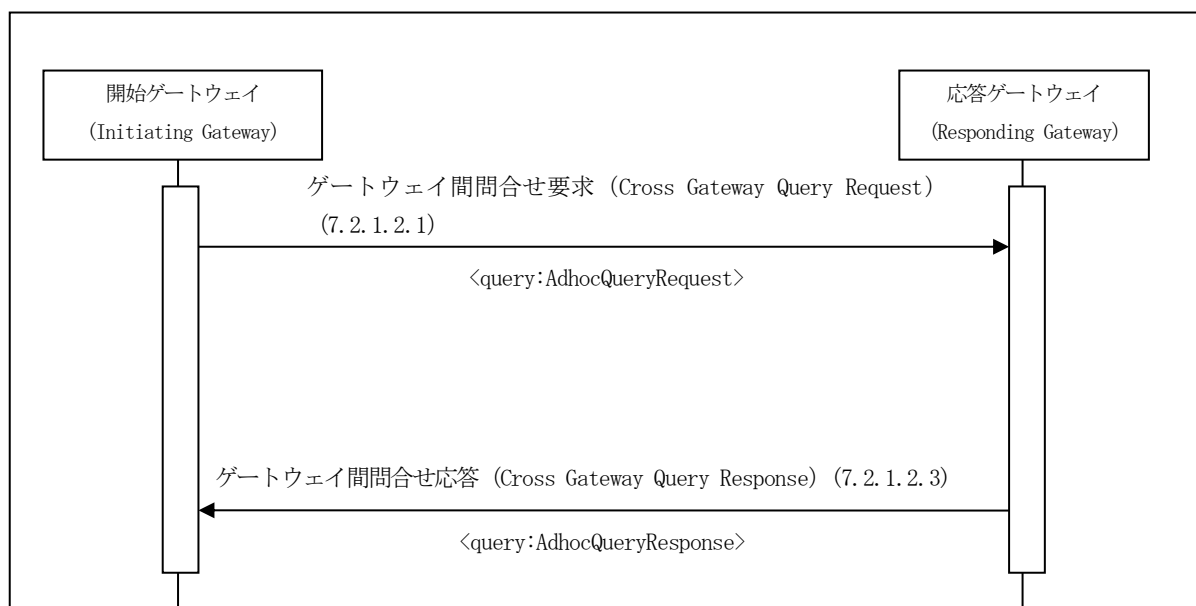 開始ゲートウェイ
(Initiating Gateway)
応答ゲートウェイ
(Responding Gateway)
ゲートウェイ間問合せ要求 (Cross Gateway Query Request)
(7.2.1.2.1)
<query:AdhocQueryRequest>
ゲートウェイ間問合せ応答 (Cross Gateway Query Response) (7.2.1.2.3)
<query:AdhocQueryResponse>